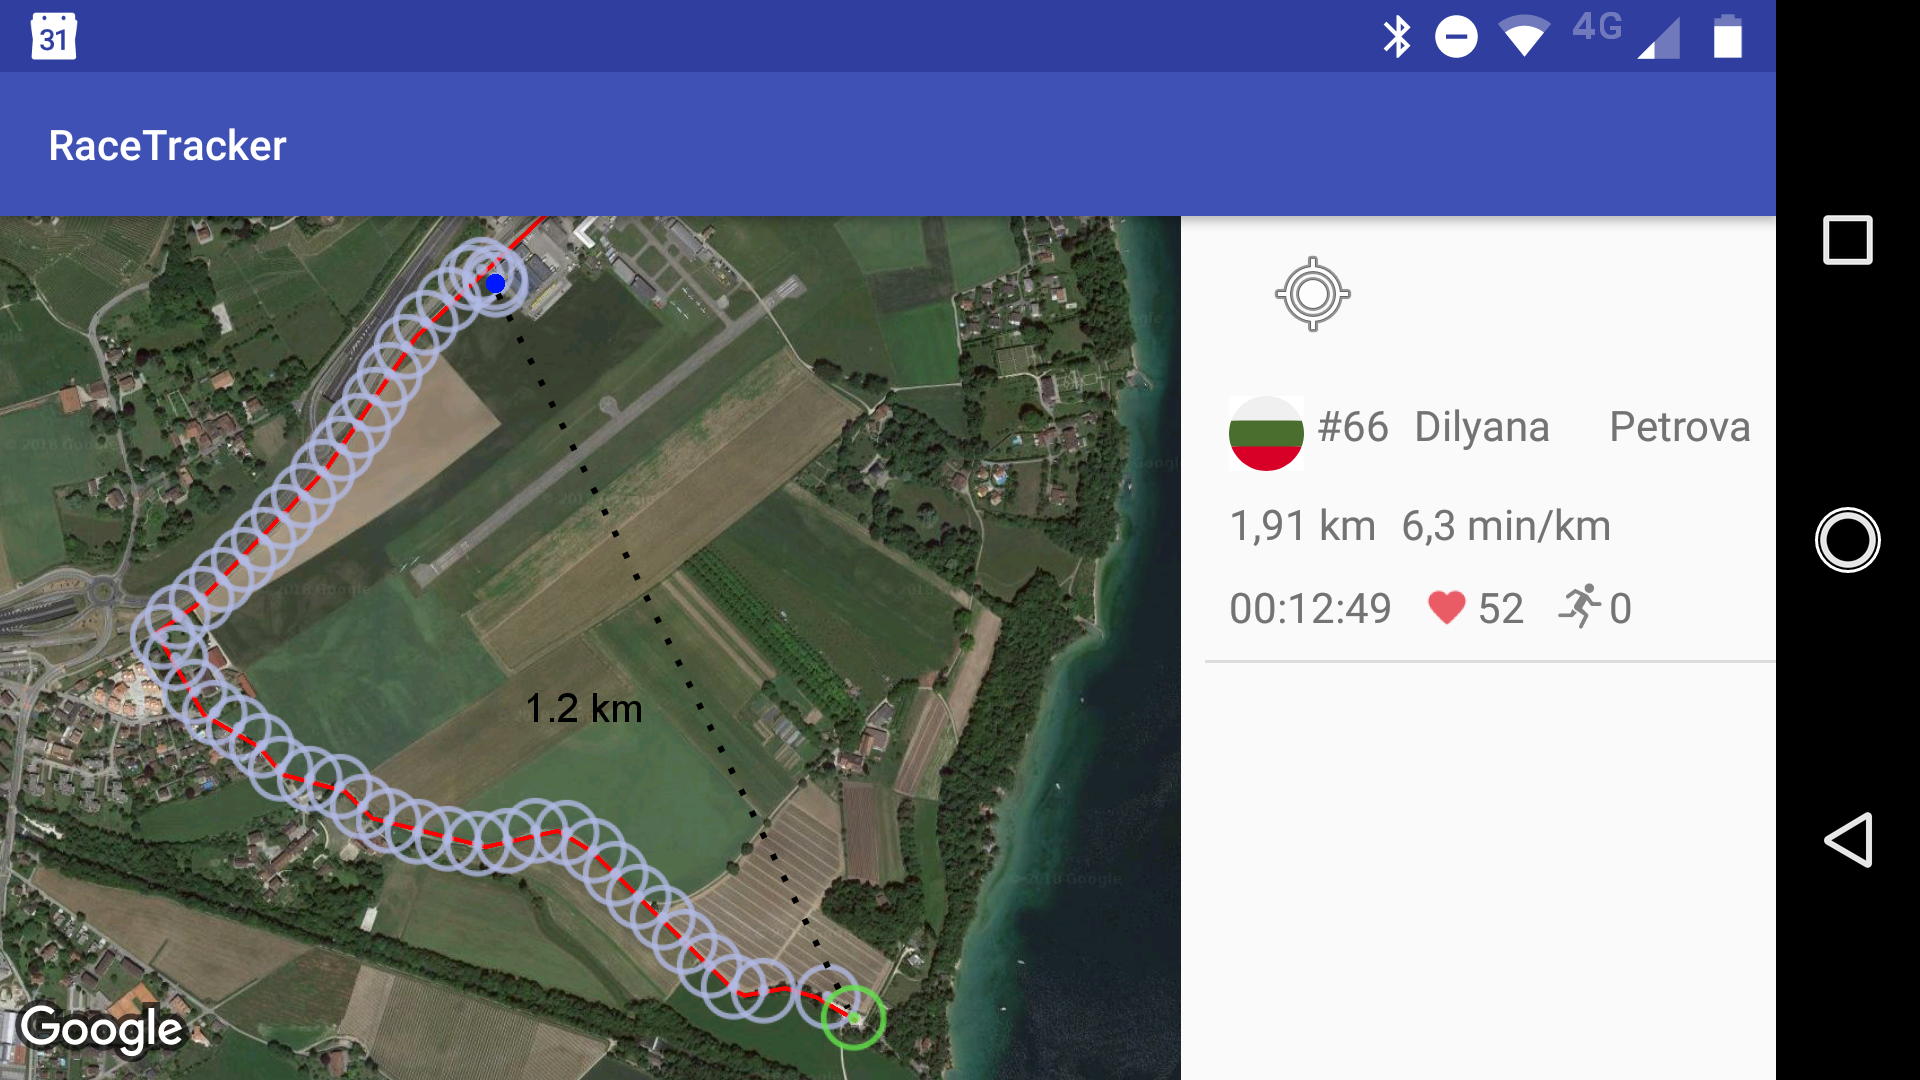 31
4G
RaceTracker
#66 Dilyana Petrova
1,91 km 6,3 min/km
00:12:49 52 0
1.2 km
Google